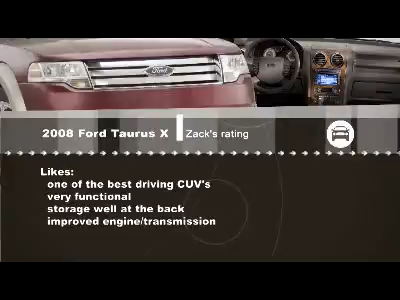 Ford
2008 Ford Taurus X Zack's rating
Likes:
one of the best driving CUV's
very functional
storage well at the back
improved engine/transmission